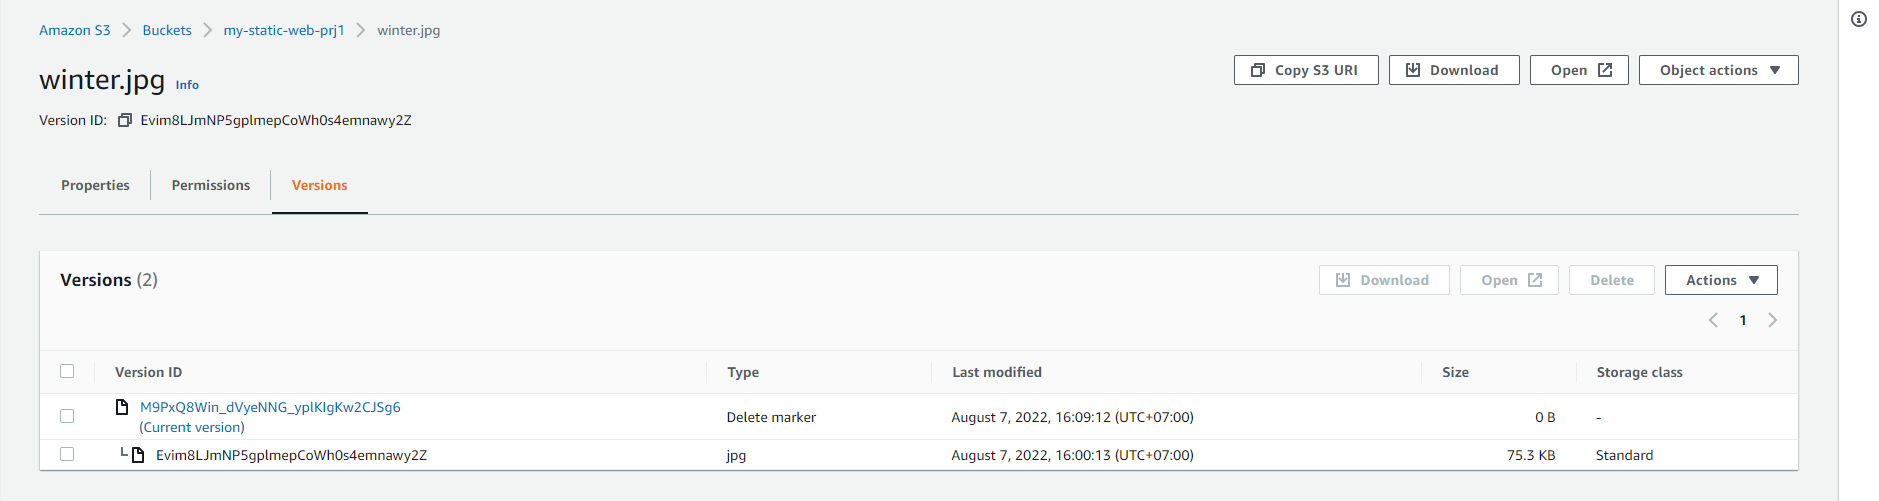 Amazon S3 > Buckets > my-static-web-prj1 > winter.jpg
winter.jpg Info
Copy S3 URI Download Open Object actions
Version ID: Evim8LJmNP5gplmepCoWh0s4emnawy2Z
Properties Permissions Versions
Versions (2)
Download Open Delete Actions
1
Version ID Type Last modified Size Storage class
M9PxQ8Win_dVyeNNG_yplKIgKw2CJSg6
(Current version)
Delete marker August 7, 2022, 16:09:12 (UTC+07:00) 0 B -
Evim8LJmNP5gplmepCoWh0s4emnawy2Z jpg August 7, 2022, 16:00:13 (UTC+07:00) 75.3 KB Standard